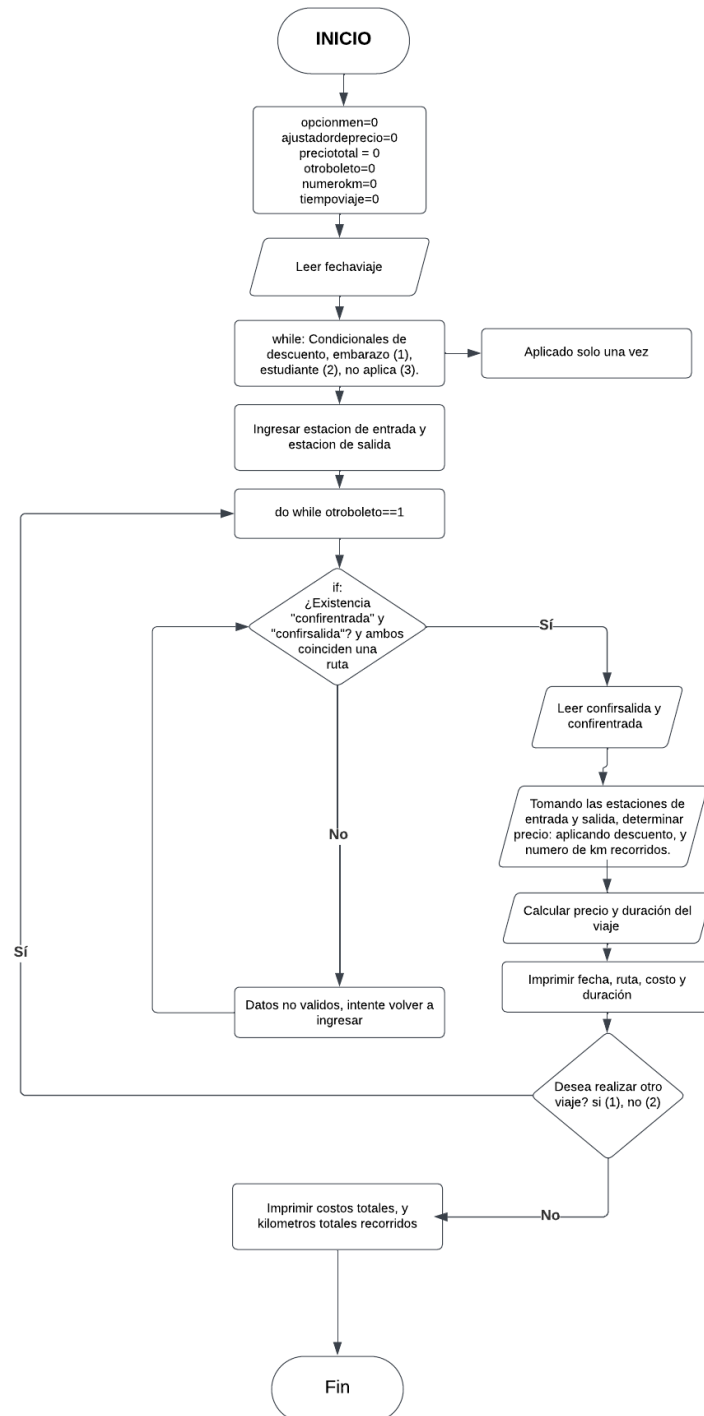 INICIO
opcionmen=0
ajustadordeprecio=0
preciototal = 0
otroboleto=0
numerokm=0
tiempoviaje=0
Leer fechaviaje
while: Condicionales de
descuento, embarazo (1),
estudiante (2), no aplica (3).
Aplicado solo una vez
Ingresar estacion de entrada y
estacion de salida
do while otroboleto==1
if:
¿Existencia
"confirentrada" y
"confirsalida"? y ambos
coinciden una
ruta
Sí
Leer confirsalida y
confirentrada
Tomando las estaciones de
entrada y salida, determinar
precio: aplicando descuento, y
numero de km recorridos.
No
Calcular precio y duración del
viaje
Sí
Imprimir fecha, ruta, costo y
duración
Datos no validos, intente volver a
ingresar
Desea realizar otro
viaje? si (1), no (2)
Imprimir costos totales, y
kilometros totales recorridos
No
Fin